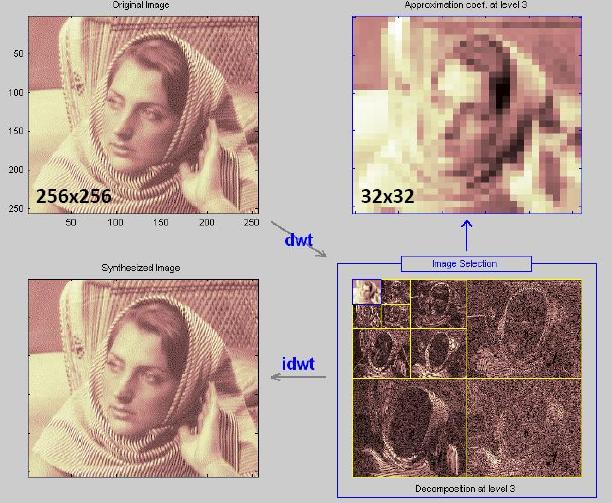 Original Image
50
100
150
200
250
50
100
150
200
250
256x256
Approximation coef. at level 3
32x32
dwt
Image Selection
Synthesized Image
idwt
Decomposition at level 3